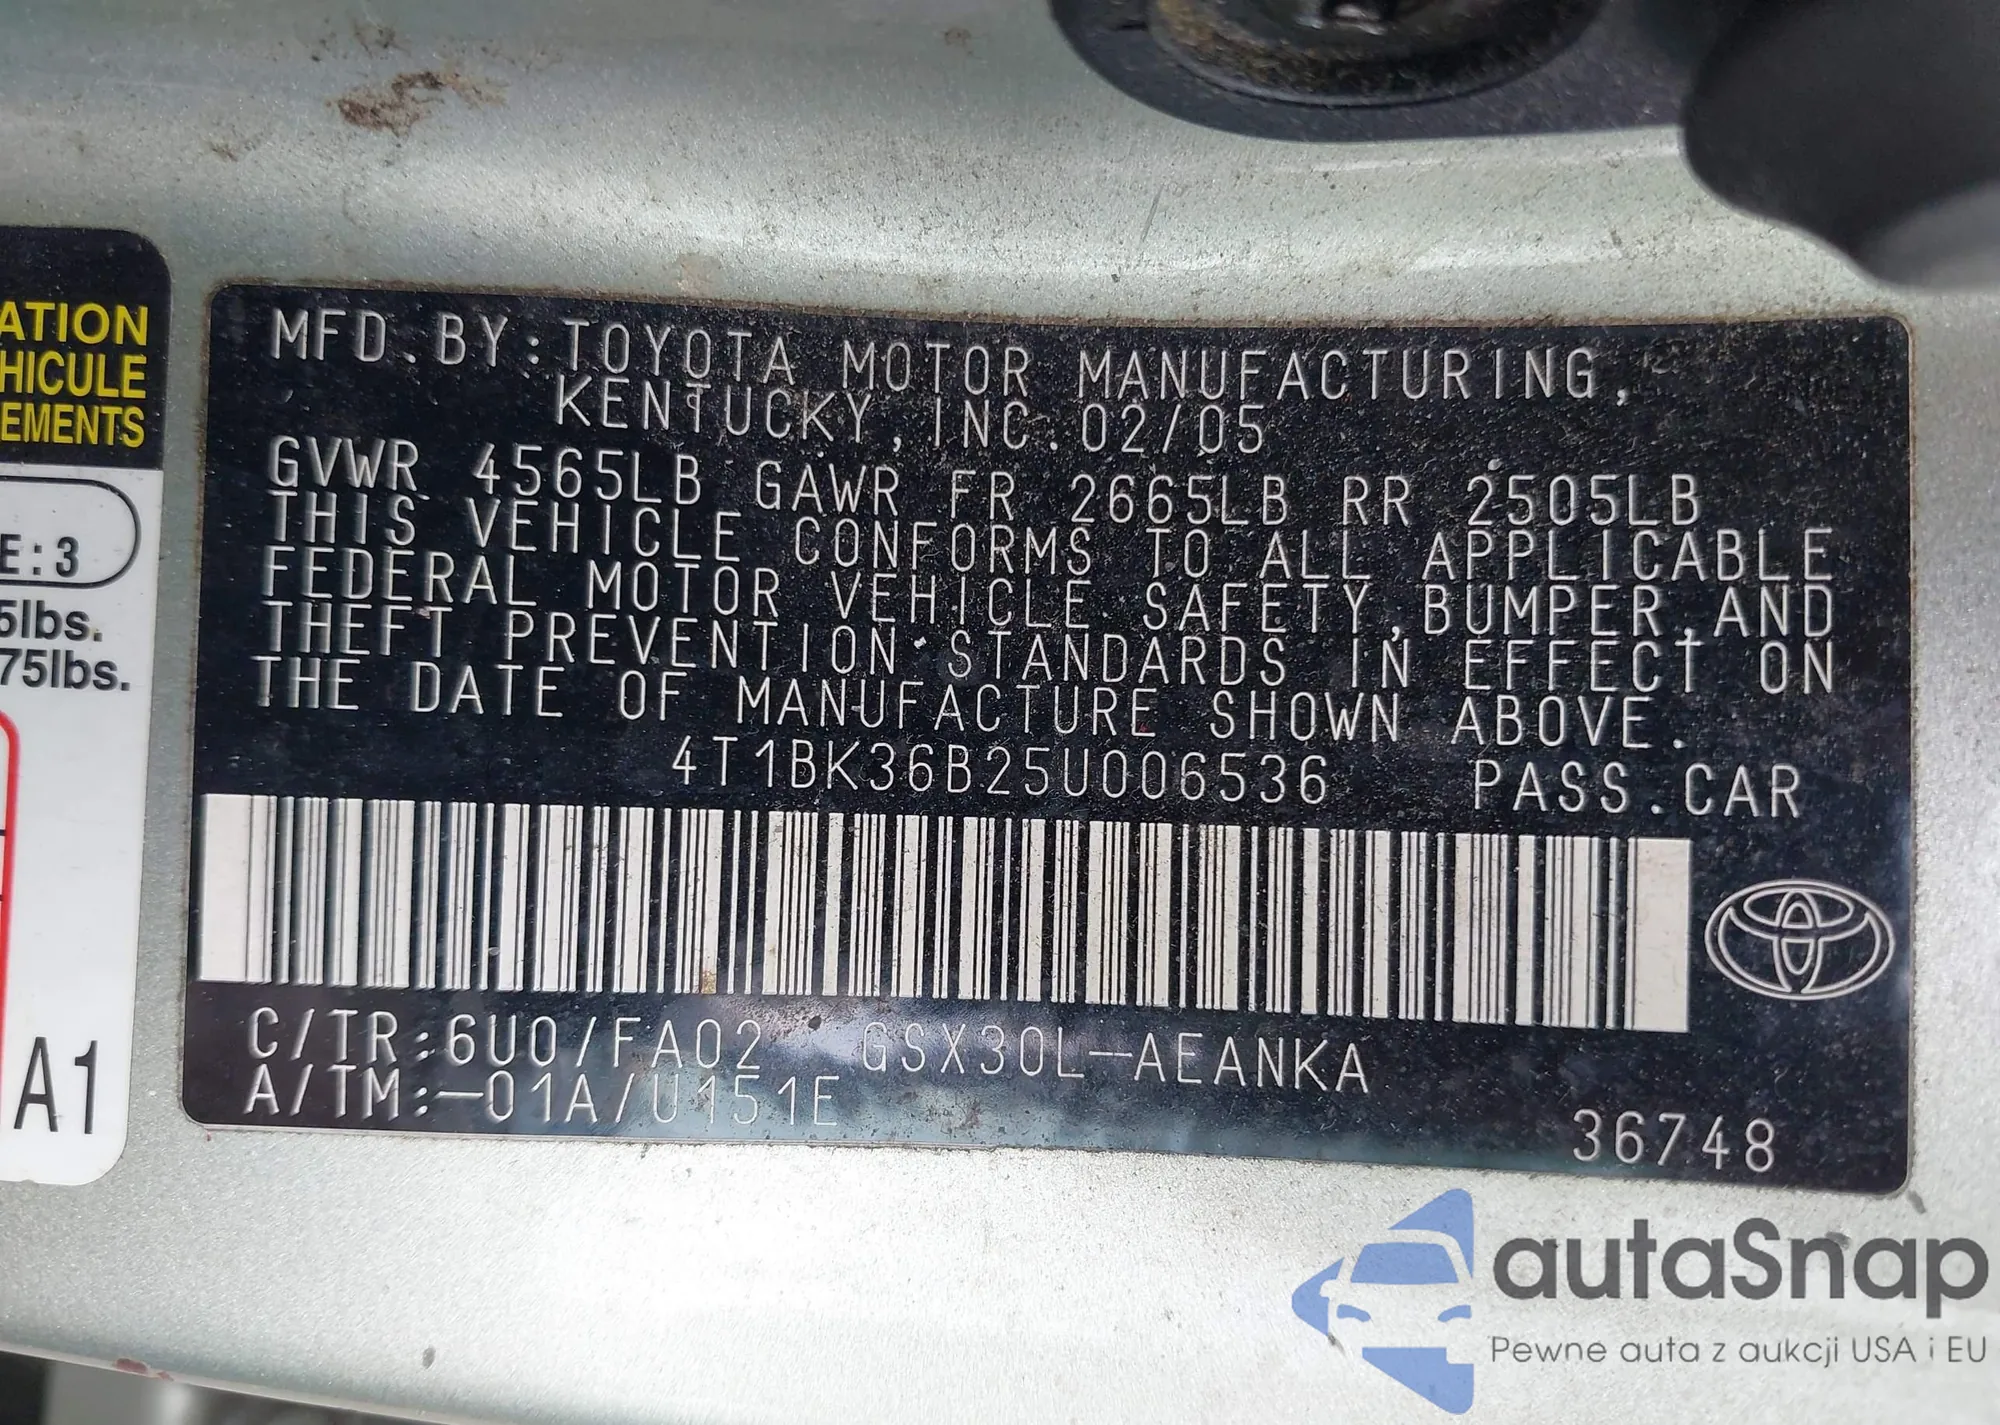 ATION
HICULE
EMENTS
E:3
5lbs.
75lbs.
A1
MFD.BY:TOYOTA MOTOR MANUFACTURING,
KENTUCKY,INC.02/05
GVWR 4565LB GAWR FR 2665LB RR 2505LB
THIS VEHICLE CONFORMS TO ALL APPLICABLE
FEDERAL MOTOR VEHICLE SAFETY,BUMPER,AND
THEFT PREVENTION STANDARDS IN EFFECT ON
THE DATE OF MANUFACTURE SHOWN ABOVE.
4T1BK36B25U006536 PASS.CAR
C/TR:6U0/FA02 GSX30L-AEANKA
A/TM:-01A/U151E
36748
autaSnap
Pewne auta z aukcji USA i EU